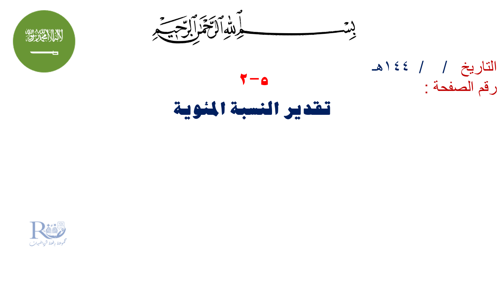 بسم الله الرحمن الرحيم
التاريخ / / ١٤٤هـ
رقم الصفحة :
٥-٢
تقدير النسبة المئوية
R